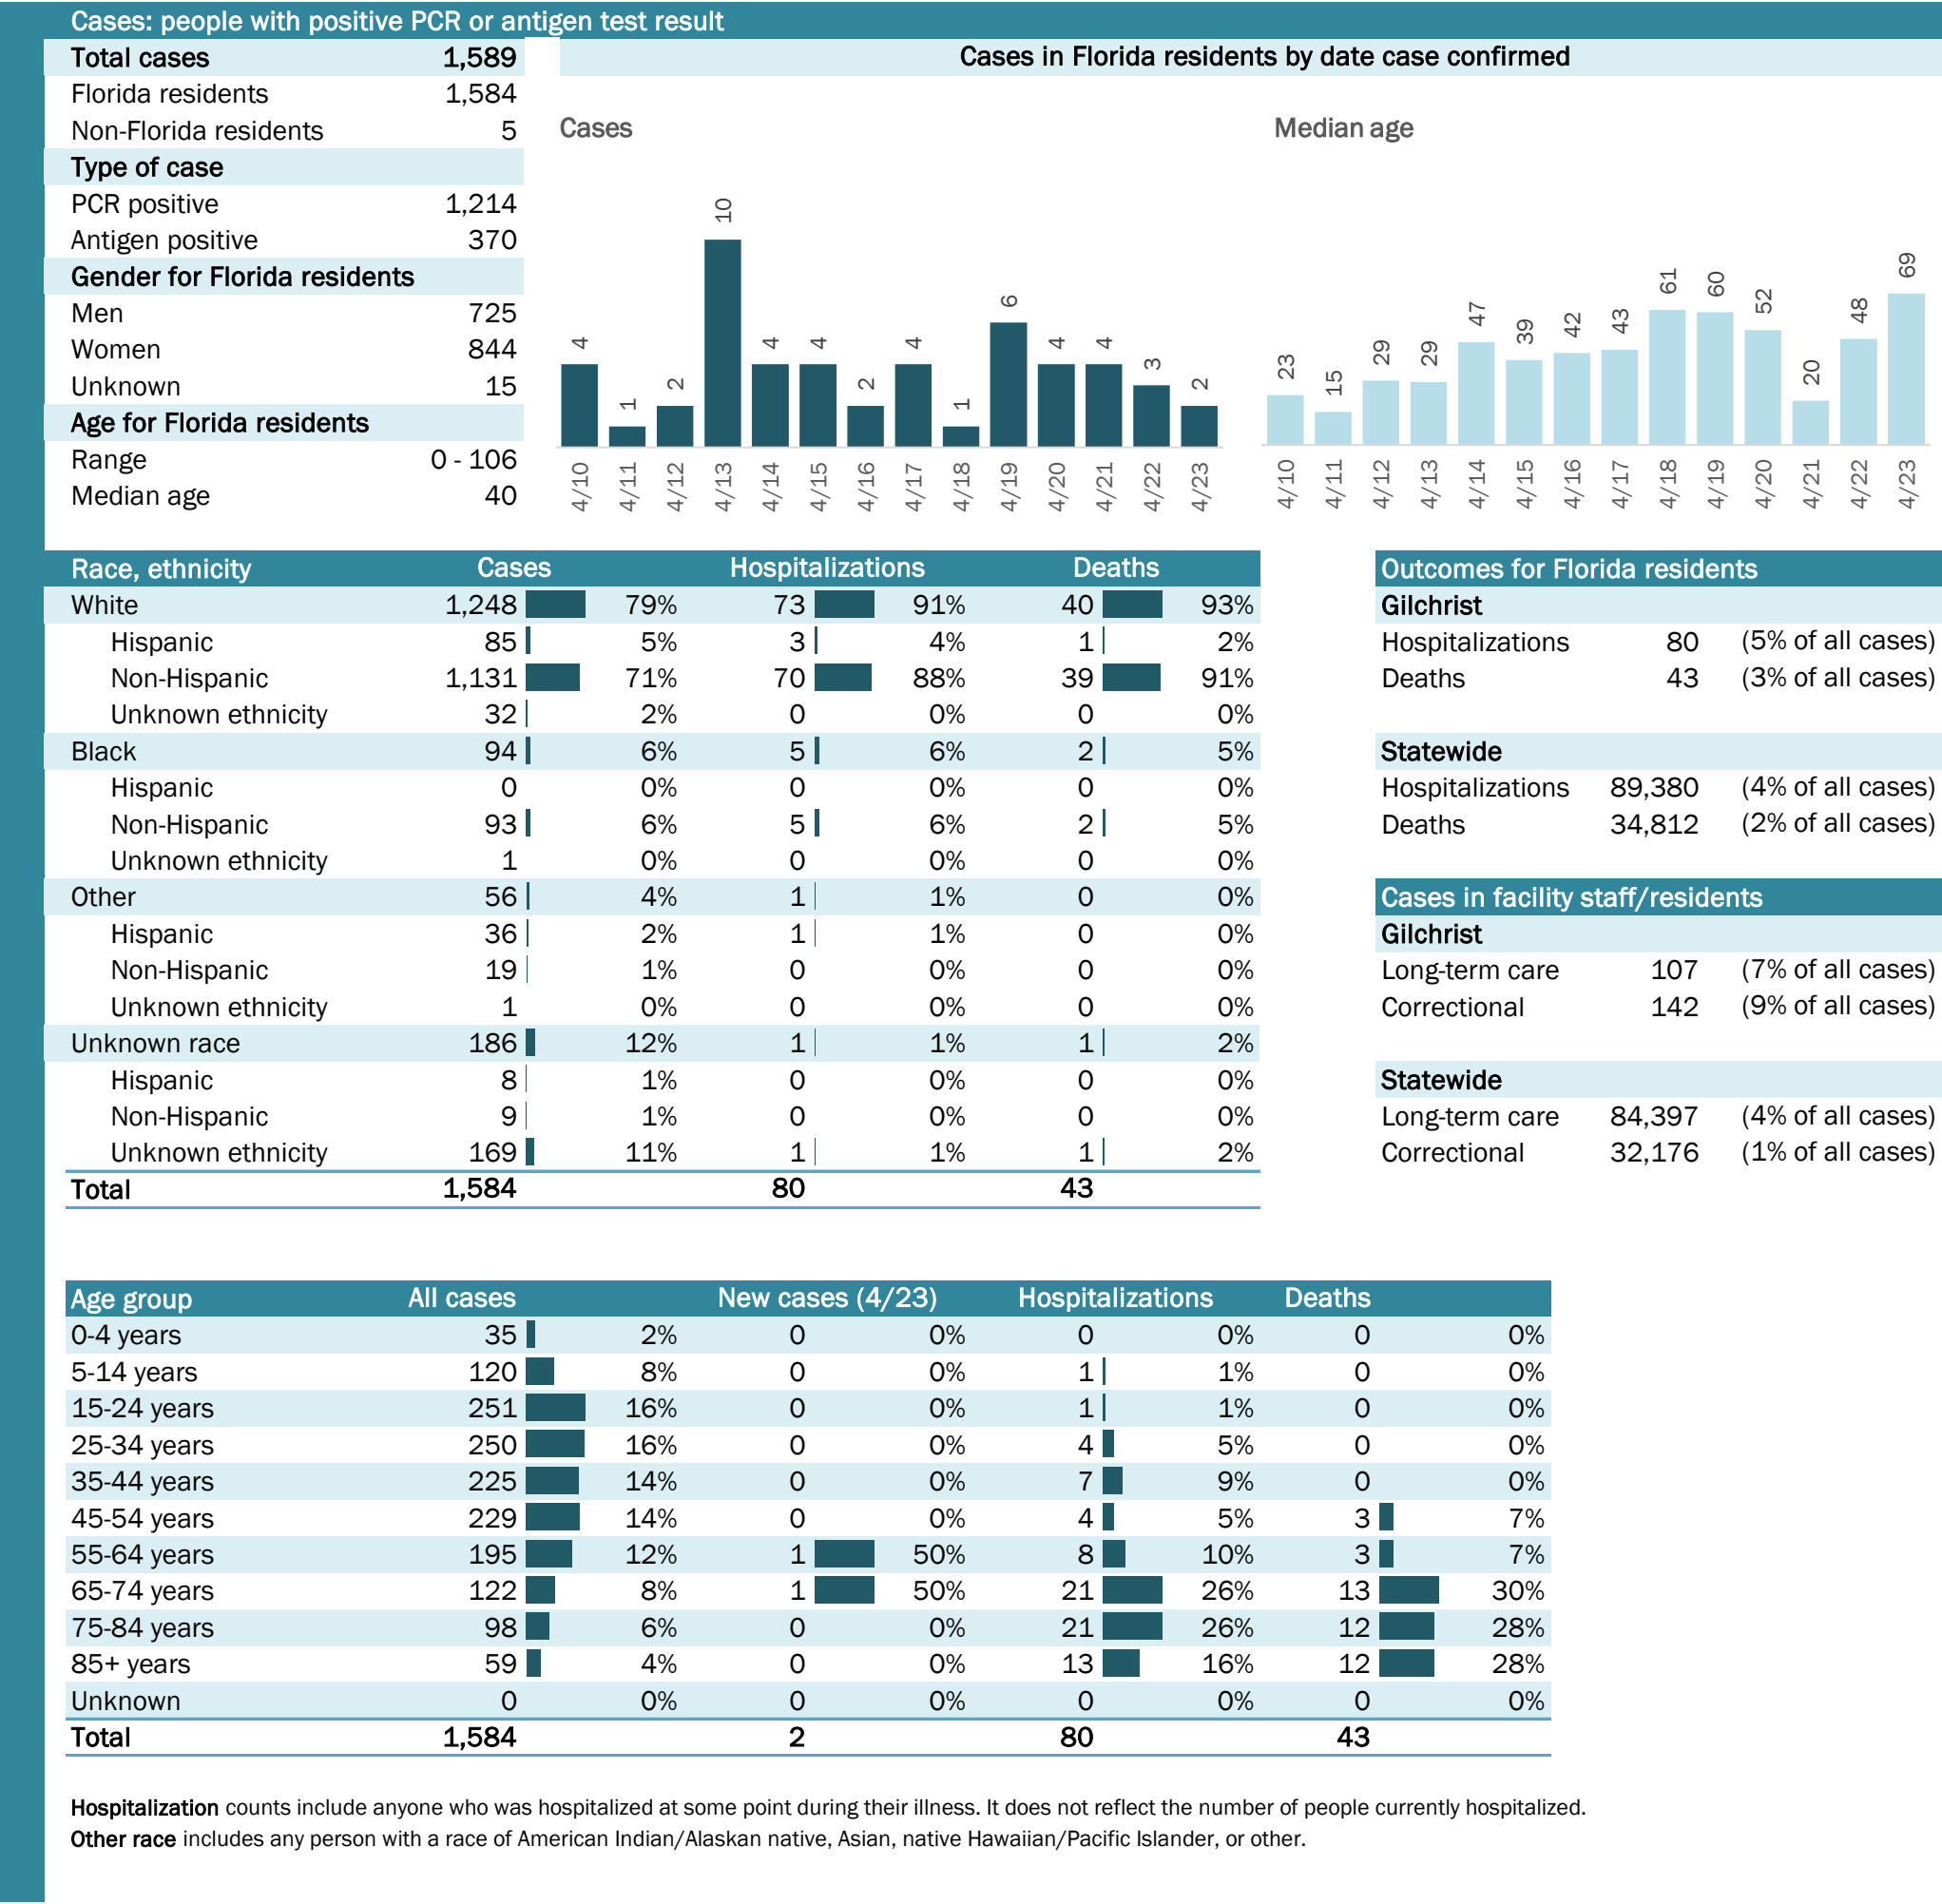 Cases: people with positive PCR or antigen test result
Total cases 1,589
Florida residents 1,584
Non-Florida residents 5
Type of case
PCR positive 1,214
Antigen positive 370
Gender for Florida residents
Men 725
Women 844
Unknown 15
Age for Florida residents
Range 0 - 106
Median age 40
Cases in Florida residents by date case confirmed
Cases
4 1 2 10 4 4 2 4 1 6 4 4 3 2
4/10 4/11 4/12 4/13 4/14 4/15 4/16 4/17 4/18 4/19 4/20 4/21 4/22 4/23
Median age
23 15 29 29 47 39 42 43 61 60 52 20 48 69
4/10 4/11 4/12 4/13 4/14 4/15 4/16 4/17 4/18 4/19 4/20 4/21 4/22 4/23
Race, ethnicity Cases Hospitalizations Deaths
White 1,248 79% 73 91% 40 93%
Hispanic 85 5% 3 4% 1 2%
Non-Hispanic 1,131 71% 70 88% 39 91%
Unknown ethnicity 32 2% 0 0% 0 0%
Black 94 6% 5 6% 2 5%
Hispanic 0 0% 0 0% 0 0%
Non-Hispanic 93 6% 5 6% 2 5%
Unknown ethnicity 1 0% 0 0% 0 0%
Other 56 4% 1 1% 0 0%
Hispanic 36 2% 1 1% 0 0%
Non-Hispanic 19 1% 0 0% 0 0%
Unknown ethnicity 1 0% 0 0% 0 0%
Unknown race 186 12% 1 1% 1 2%
Hispanic 8 1% 0 0% 0 0%
Non-Hispanic 9 1% 0 0% 0 0%
Unknown ethnicity 169 11% 1 1% 1 2%
Total 1,584 80 43
Outcomes for Florida residents
Gilchrist
Hospitalizations 80 (5% of all cases)
Deaths 43 (3% of all cases)
Statewide
Hospitalizations 89,380 (4% of all cases)
Deaths 34,812 (2% of all cases)
Cases in facility staff/residents
Gilchrist
Long-term care 107 (7% of all cases)
Correctional 142 (9% of all cases)
Statewide
Long-term care 84,397 (4% of all cases)
Correctional 32,176 (1% of all cases)
Age group All cases New cases (4/23) Hospitalizations Deaths
0-4 years 35 2% 0 0% 0 0% 0 0%
5-14 years 120 8% 0 0% 1 1% 0 0%
15-24 years 251 16% 0 0% 1 1% 0 0%
25-34 years 250 16% 0 0% 4 5% 0 0%
35-44 years 225 14% 0 0% 7 9% 0 0%
45-54 years 229 14% 0 0% 4 5% 3 7%
55-64 years 195 12% 1 50% 8 10% 3 7%
65-74 years 122 8% 1 50% 21 26% 13 30%
75-84 years 98 6% 0 0% 21 26% 12 28%
85+ years 59 4% 0 0% 13 16% 12 28%
Unknown 0 0% 0 0% 0 0% 0 0%
Total 1,584 2 80 43
Hospitalization counts include anyone who was hospitalized at some point during their illness. It does not reflect the number of people currently hospitalized.
Other race includes any person with a race of American Indian/Alaskan native, Asian, native Hawaiian/Pacific Islander, or other.